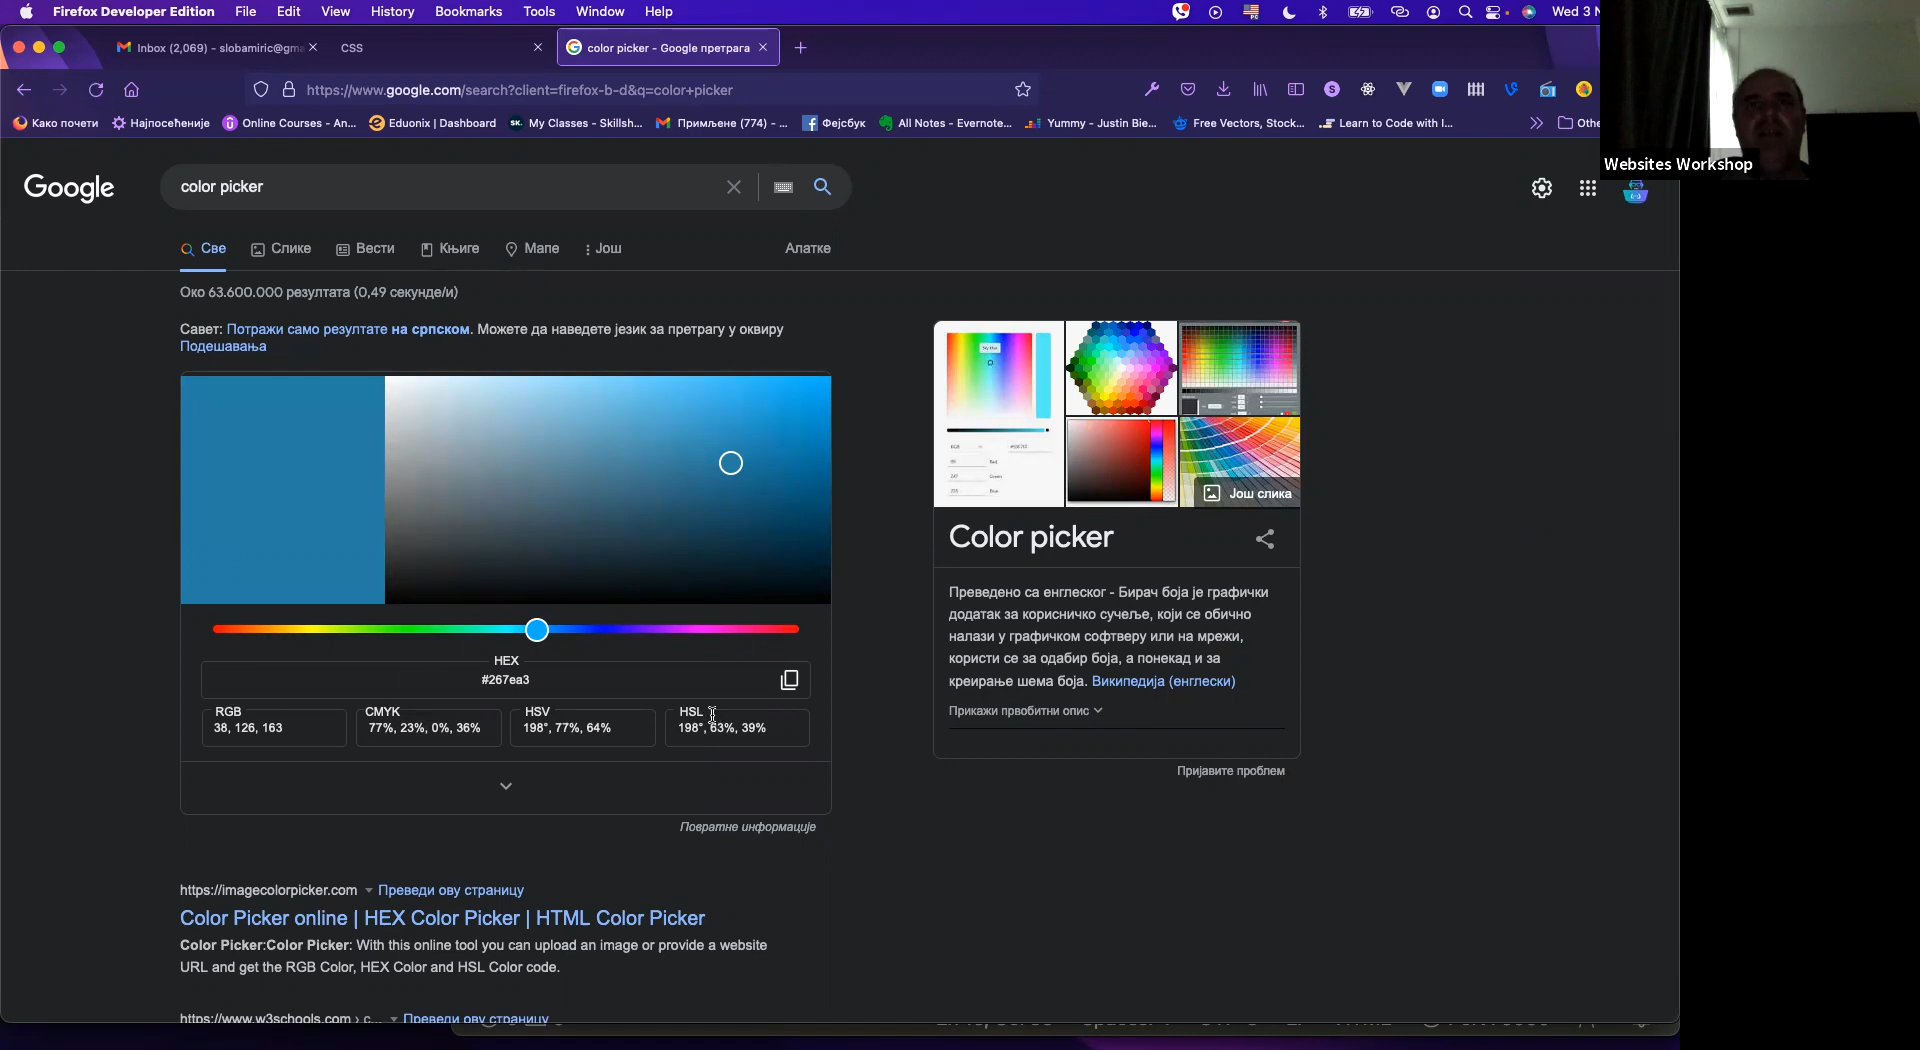 Firefox Developer Edition File Edit View History Bookmarks Tools Window Help Wed 3 N
Inbox (2,069) - slobamiric@gma
CSS
color picker - Google претрага
https://www.google.com/search?client=firefox-b-d&q=color+picker
Како почети Најпосећеније Online Courses - An... Eduonix | Dashboard My Classes - Skillsh... Примљене (774) - ... Фејсбук All Notes - Evernote... Yummy - Justin Bie... Free Vectors, Stock... Learn to Code with I... Othe
Websites Workshop
Google
color picker
Све Слике Вести Књиге Мапе Још Алатке
Око 63.600.000 резултата (0,49 секунде/и)
Савет: Потражи само резултате на српском. Можете да наведете језик за претрагу у оквиру
Подешавања
HEX
#267ea3
RGB
38, 126, 163
CMYK
77%, 23%, 0%, 36%
HSV
198°, 77%, 64%
HSL
198°, 63%, 39%
Повратне информације
https://imagecolorpicker.com Преведи ову страницу
Color Picker online | HEX Color Picker | HTML Color Picker
Color Picker:Color Picker: With this online tool you can upload an image or provide a website
URL and get the RGB Color, HEX Color and HSL Color code.
https://www.w3schools.com › c... Преведи ову страницу
Још слика
Color picker
Преведено са енглеског - Бирач боја је графички
додатак за корисничко сучеље, који се обично
налази у графичком софтверу или на мрежи,
користи се за одабир боја, а понекад и за
креирање шема боја. Википедија (енглески)
Прикажи првобитни опис
Пријавите проблем